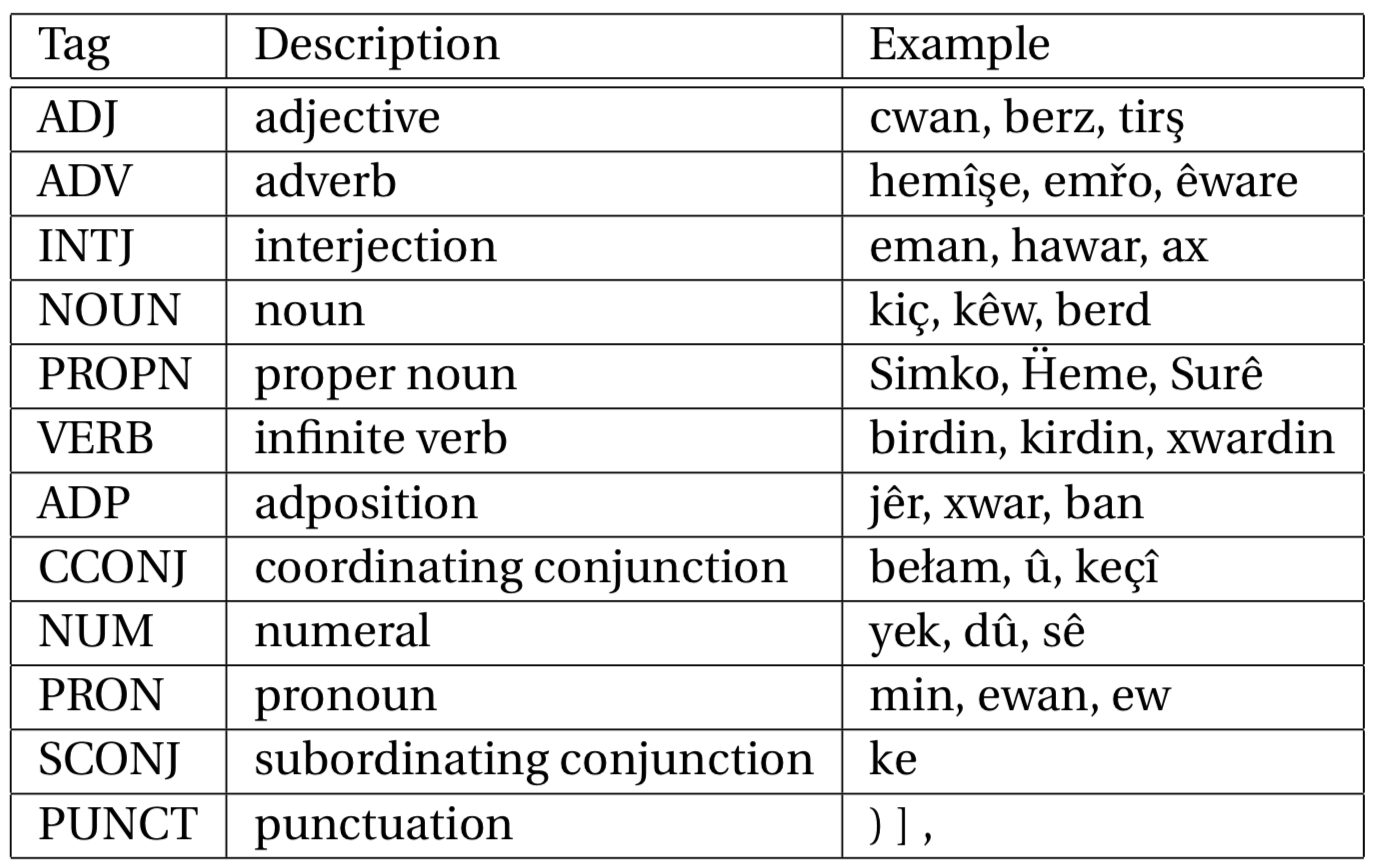 Tag Description Example
ADJ adjective cwan, berz, tirş
ADV adverb hemîşe, emřo, êware
INTJ interjection eman, hawar, ax
NOUN noun kiç, kêw, berd
PROPN proper noun Simko, Ḧeme, Surê
VERB infinite verb birdin, kirdin, xwardin
ADP adposition jêr, xwar, ban
CCONJ coordinating conjunction bełam, û, keçî
NUM numeral yek, dû, sê
PRON pronoun min, ewan, ew
SCONJ subordinating conjunction ke
PUNCT punctuation ) ] ,